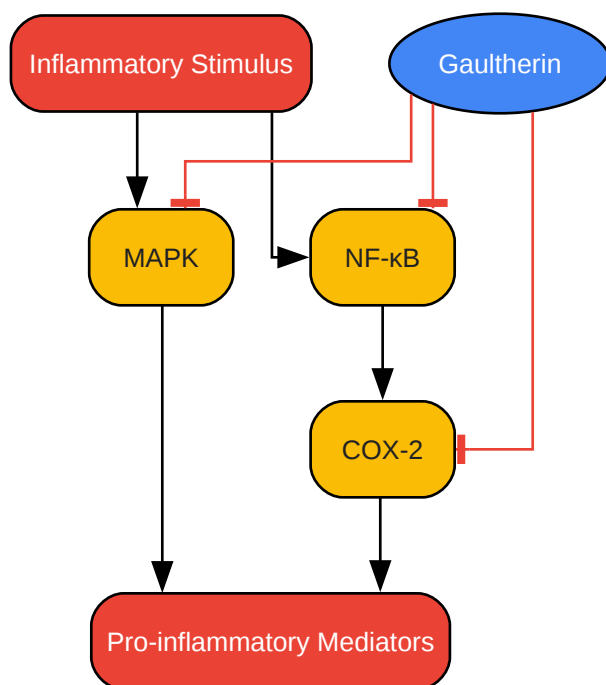 Inflammatory Stimulus
Gaultherin
MAPK
NF-κB
COX-2
Pro-inflammatory Mediators